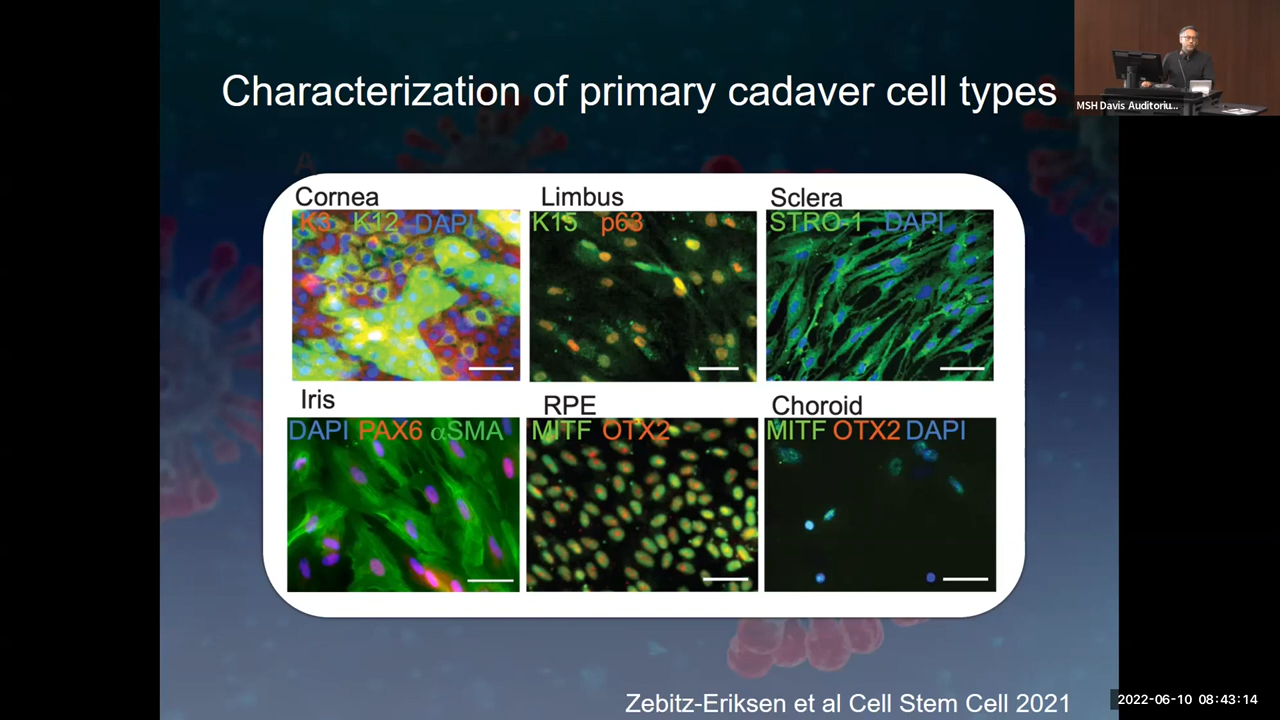 Characterization of primary cadaver cell types
MSH Davis Auditoriu...
Cornea
K3 K12 DAPI
Limbus
K15 p63
Sclera
STRO-1 DAPI
Iris
DAPI PAX6 αSMA
RPE
MITF OTX2
Choroid
MITF OTX2 DAPI
Zebitz-Eriksen et al Cell Stem Cell 2021
2022-06-10 08:43:14